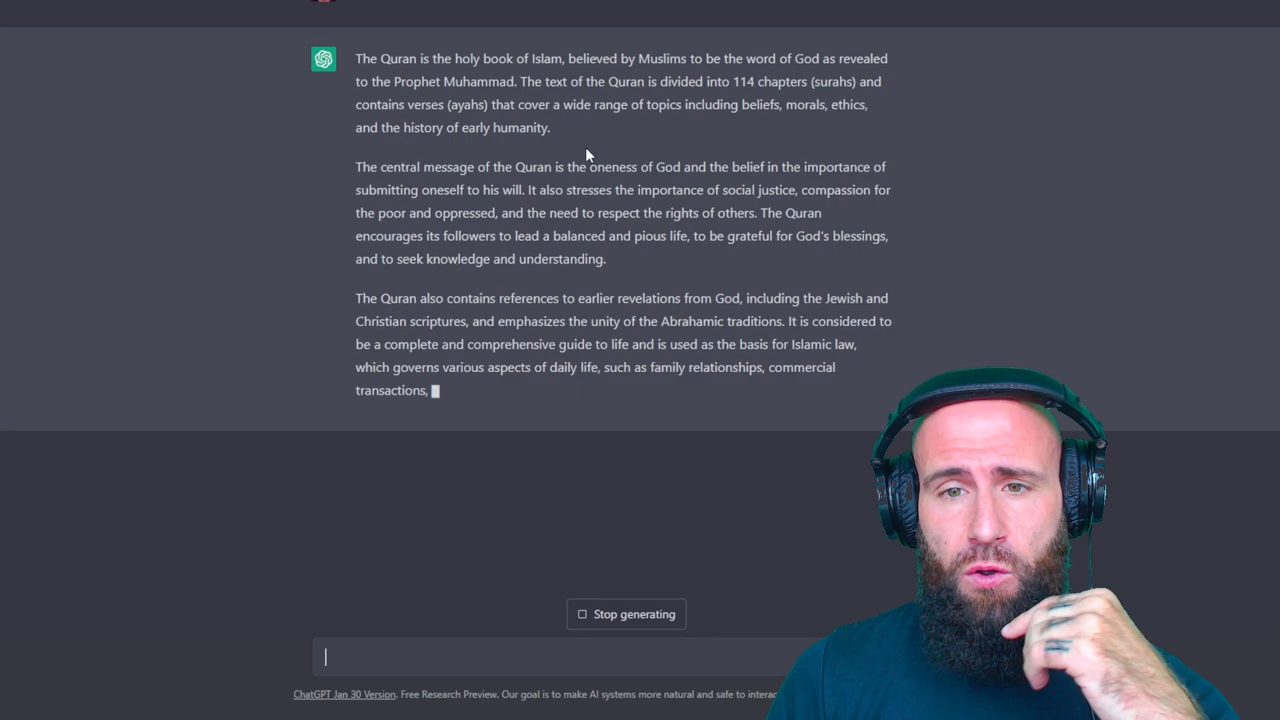 The Quran is the holy book of Islam, believed by Muslims to be the word of God as revealed
to the Prophet Muhammad. The text of the Quran is divided into 114 chapters (surahs) and
contains verses (ayahs) that cover a wide range of topics including beliefs, morals, ethics,
and the history of early humanity.
The central message of the Quran is the oneness of God and the belief in the importance of
submitting oneself to his will. It also stresses the importance of social justice, compassion for
the poor and oppressed, and the need to respect the rights of others. The Quran
encourages its followers to lead a balanced and pious life, to be grateful for God's blessings,
and to seek knowledge and understanding.
The Quran also contains references to earlier revelations from God, including the Jewish and
Christian scriptures, and emphasizes the unity of the Abrahamic traditions. It is considered to
be a complete and comprehensive guide to life and is used as the basis for Islamic law,
which governs various aspects of daily life, such as family relationships, commercial
transactions,
Stop generating
ChatGPT Jan 30 Version. Free Research Preview. Our goal is to make AI systems more natural and safe to